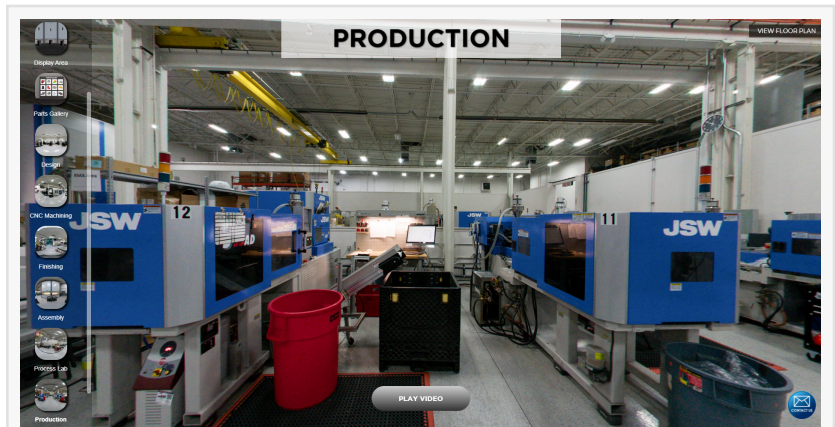 PRODUCTION
VIEW FLOOR PLAN
Display Area
Parts Gallery
Design
CNC Machining
Finishing
Assembly
Process Lab
Production
JSW
12
11
JSW
JSW
PLAY VIDEO
CONTACT US